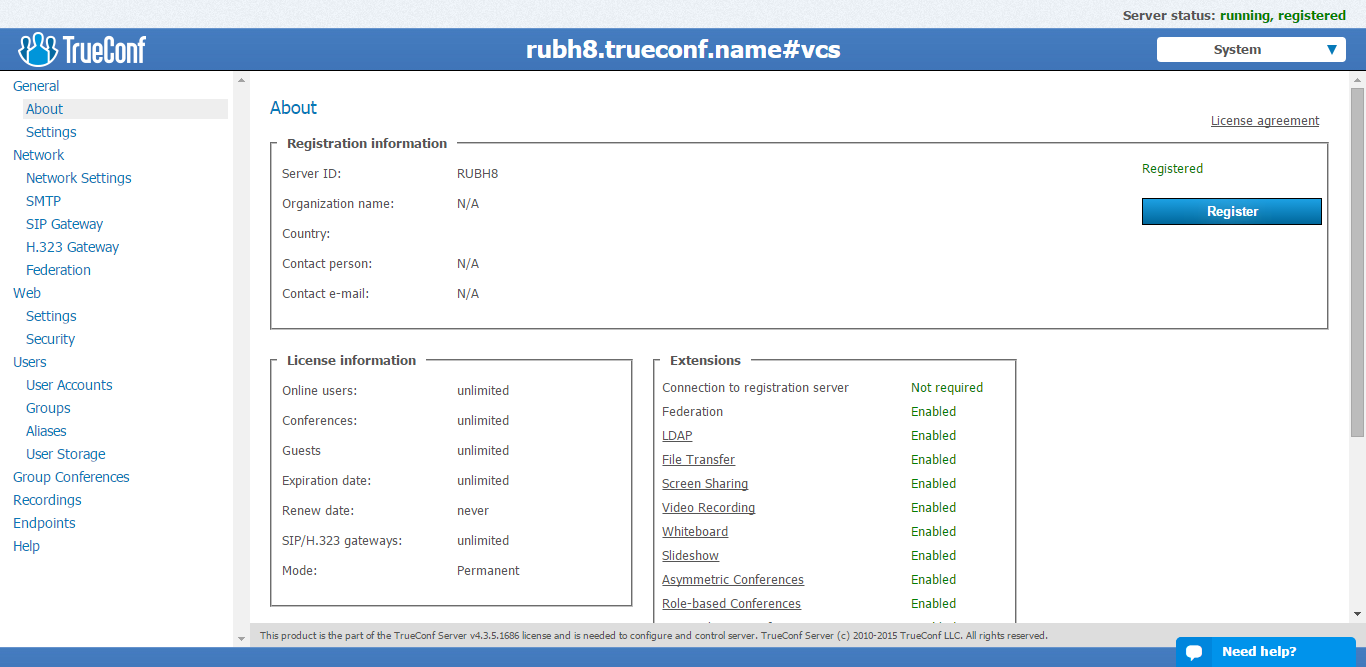 Server status: running, registered
TrueConf
rubh8.trueconf.name#vcs
System
General
About
Settings
Network
Network Settings
SMTP
SIP Gateway
H.323 Gateway
Federation
Web
Settings
Security
Users
User Accounts
Groups
Aliases
User Storage
Group Conferences
Recordings
Endpoints
Help
About
License agreement
Registration information
Server ID: RUBH8
Registered
Organization name: N/A
Register
Country:
Contact person: N/A
Contact e-mail: N/A
License information
Online users: unlimited
Conferences: unlimited
Guests unlimited
Expiration date: unlimited
Renew date: never
SIP/H.323 gateways: unlimited
Mode: Permanent
Extensions
Connection to registration server Not required
Federation Enabled
LDAP Enabled
File Transfer Enabled
Screen Sharing Enabled
Video Recording Enabled
Whiteboard Enabled
Slideshow Enabled
Asymmetric Conferences Enabled
Role-based Conferences Enabled
This product is the part of the TrueConf Server v4.3.5.1686 license and is needed to configure and control server. TrueConf Server (c) 2010-2015 TrueConf LLC. All rights reserved.
Need help?